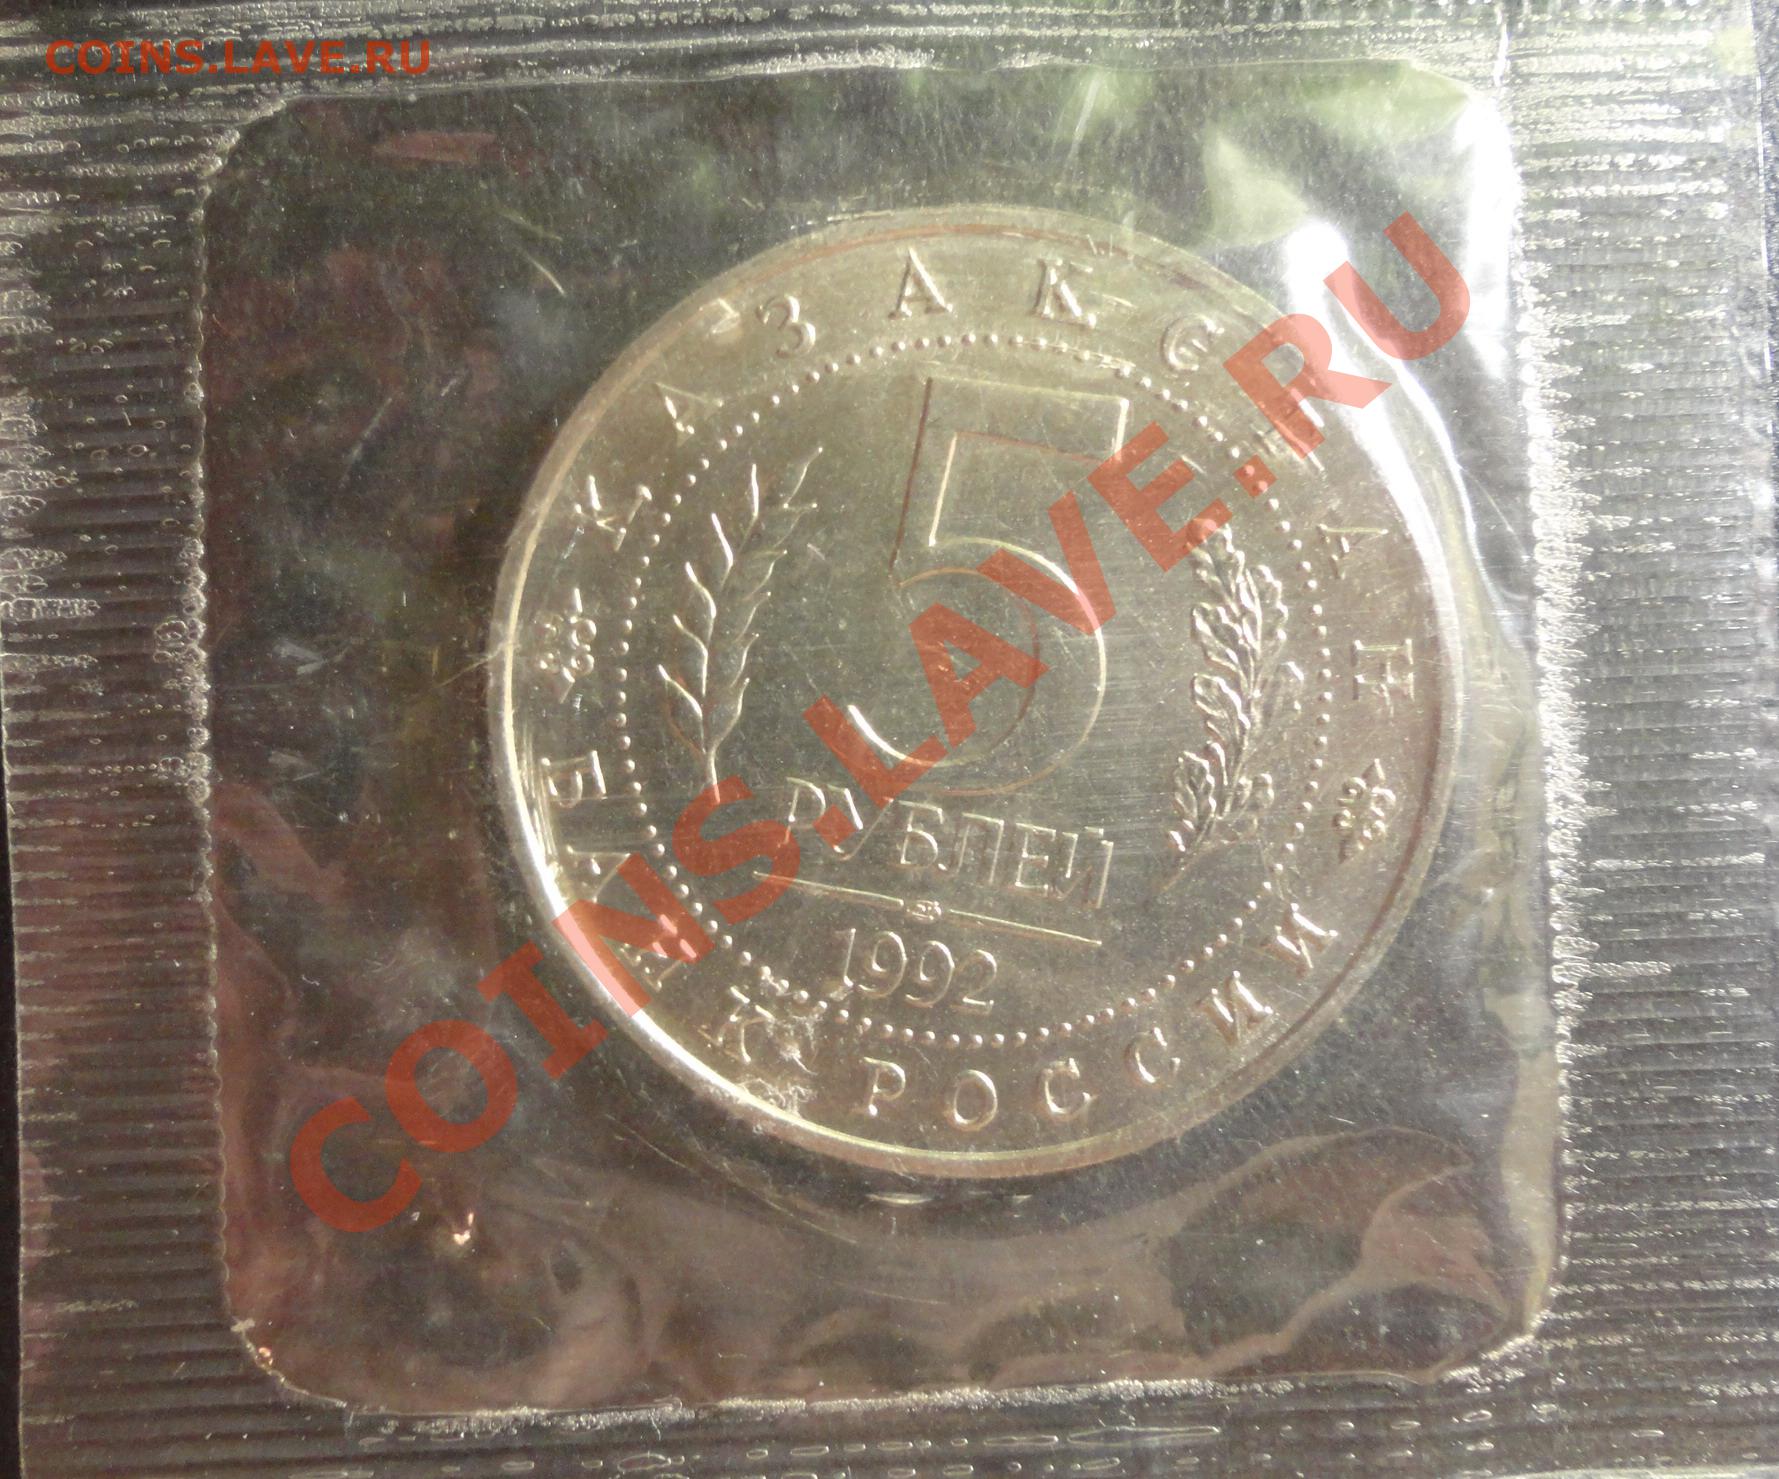 COINS.LAVE.RU
КАЗАКСТАН
5
РУБЛЕЙ
1992
БАНК РОССИИ
COINS.LAVE.RU